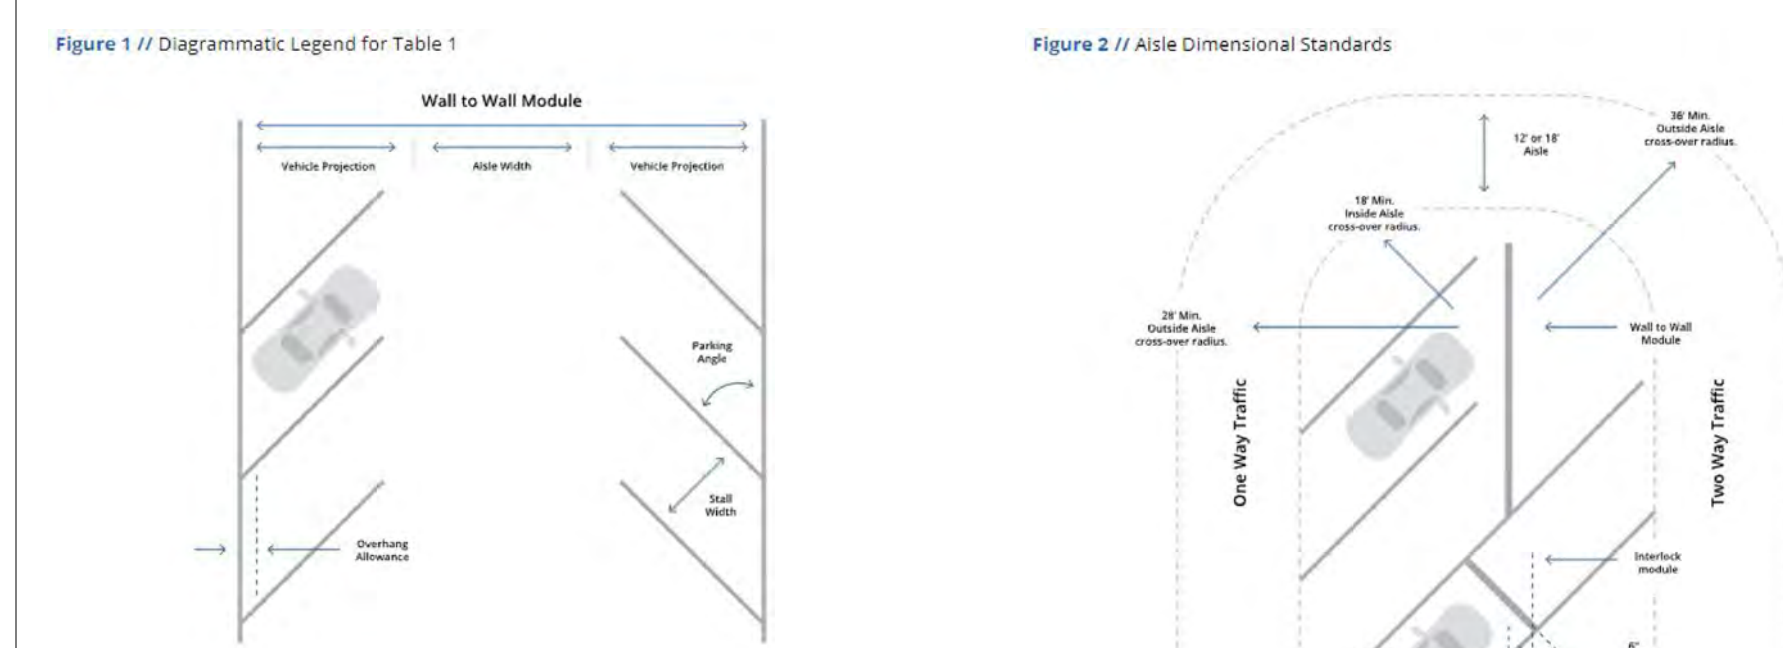 Figure 1 // Diagrammatic Legend for Table 1
Wall to Wall Module
Vehicle Projection
Aisle Width
Vehicle Projection
Parking
Angle
Stall
Width
Overhang
Allowance
Figure 2 // Aisle Dimensional Standards
36' Min.
Outside Aisle
cross-over radius.
12' or 18'
Aisle
18' Min.
Inside Aisle
cross-over radius.
28' Min.
Outside Aisle
cross-over radius.
Wall to Wall
Module
One Way Traffic
Two Way Traffic
Interlock
module
6"